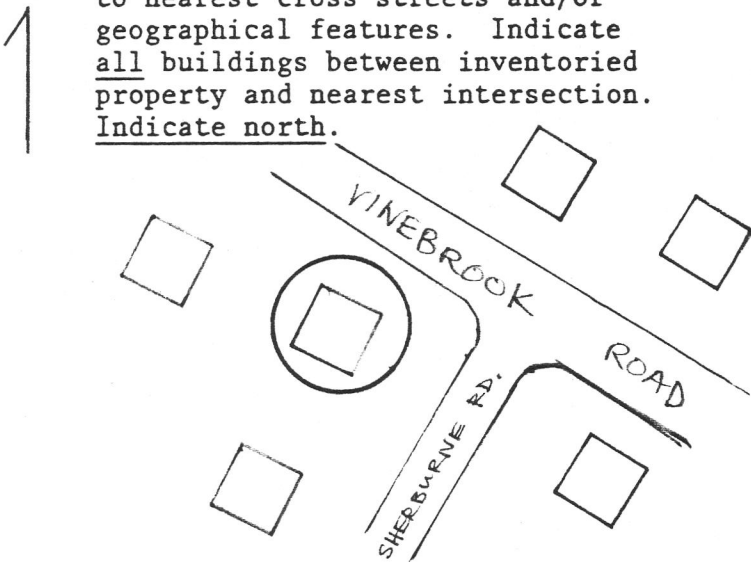 to nearest cross streets and/or
geographical features. Indicate
all buildings between inventoried
property and nearest intersection.
Indicate north.
VINEBROOK ROAD
SHERBURNE RD.